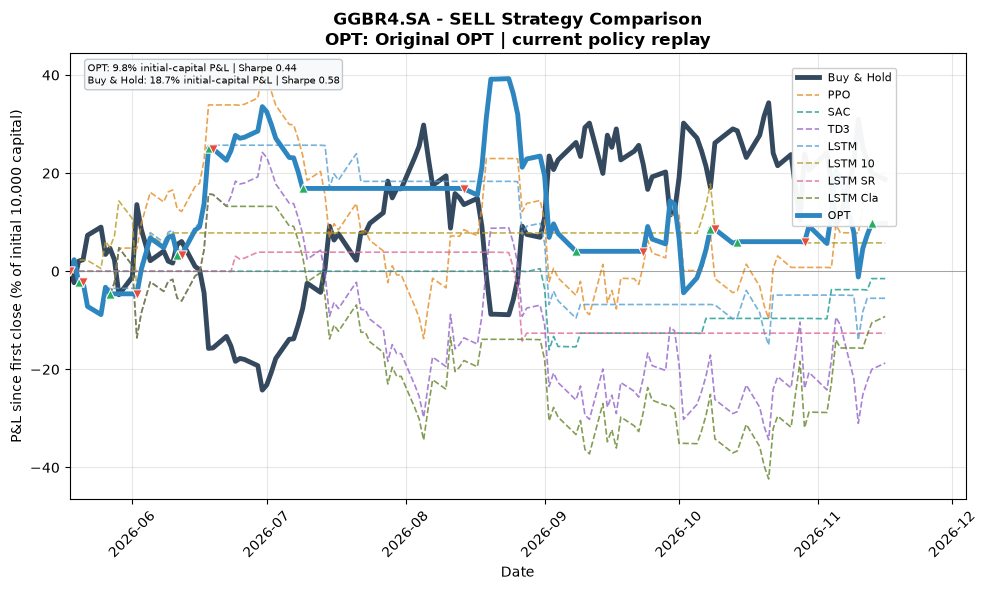 GGBR4.SA - SELL Strategy Comparison
OPT: Original OPT | current policy replay
OPT: 9.8% initial-capital P&L | Sharpe 0.44
Buy & Hold: 18.7% initial-capital P&L | Sharpe 0.58
Buy & Hold
PPO
SAC
TD3
LSTM
LSTM 10
LSTM SR
LSTM Cla
OPT
P&L since first close (% of initial 10,000 capital)
40
20
0
−20
−40
2026-06
2026-07
2026-08
2026-09
2026-10
2026-11
2026-12
Date